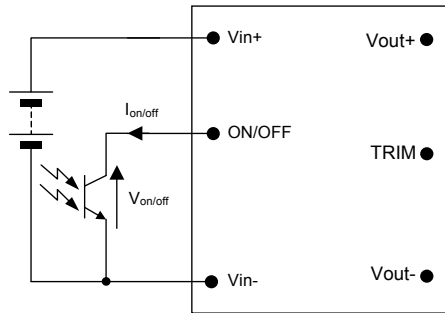 Vin+
Vout+
Ion/off
ON/OFF
TRIM
Von/off
Vin-
Vout-